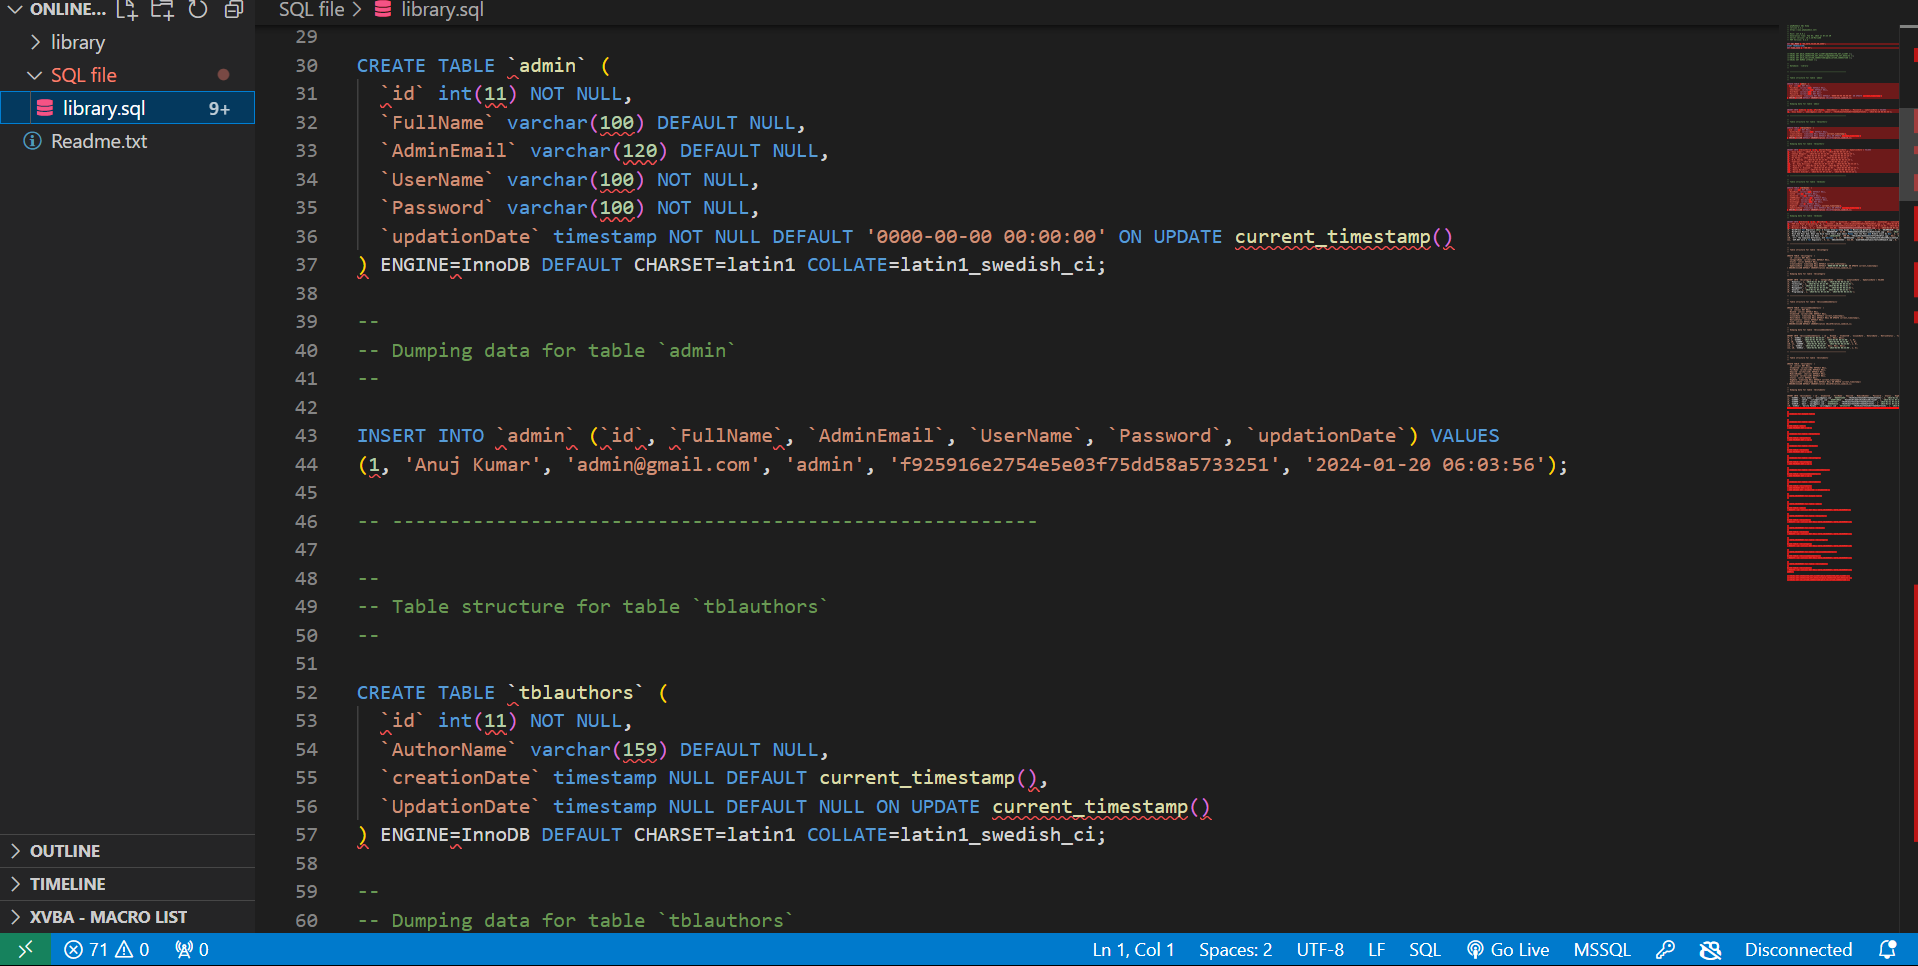 ONLINE...
library
SQL file
library.sql 9+
Readme.txt
OUTLINE
TIMELINE
XVBA - MACRO LIST
SQL file > library.sql
29
30 CREATE TABLE `admin` (
31 `id` int(11) NOT NULL,
32 `FullName` varchar(100) DEFAULT NULL,
33 `AdminEmail` varchar(120) DEFAULT NULL,
34 `UserName` varchar(100) NOT NULL,
35 `Password` varchar(100) NOT NULL,
36 `updationDate` timestamp NOT NULL DEFAULT '0000-00-00 00:00:00' ON UPDATE current_timestamp()
37 ) ENGINE=InnoDB DEFAULT CHARSET=latin1 COLLATE=latin1_swedish_ci;
38
39 --
40 -- Dumping data for table `admin`
41 --
42
43 INSERT INTO `admin` (`id`, `FullName`, `AdminEmail`, `UserName`, `Password`, `updationDate`) VALUES
44 (1, 'Anuj Kumar', 'admin@gmail.com', 'admin', 'f925916e2754e5e03f75dd58a5733251', '2024-01-20 06:03:56');
45
46 -- --------------------------------------------------------
47
48 --
49 -- Table structure for table `tblauthors`
50 --
51
52 CREATE TABLE `tblauthors` (
53 `id` int(11) NOT NULL,
54 `AuthorName` varchar(159) DEFAULT NULL,
55 `creationDate` timestamp NULL DEFAULT current_timestamp(),
56 `UpdationDate` timestamp NULL DEFAULT NULL ON UPDATE current_timestamp()
57 ) ENGINE=InnoDB DEFAULT CHARSET=latin1 COLLATE=latin1_swedish_ci;
58
59 --
60 -- Dumping data for table `tblauthors`
71 0 0 Ln 1, Col 1 Spaces: 2 UTF-8 LF SQL Go Live MSSQL Disconnected